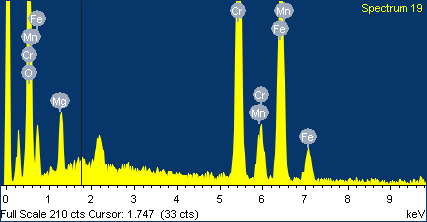 Spectrum 19
Fe
Mn
Cr
O
Mg
Cr
Cr
Mn
Mn
Fe
Fe
0 1 2 3 4 5 6 7 8 9
Full Scale 210 cts Cursor: 1.747 (33 cts) keV